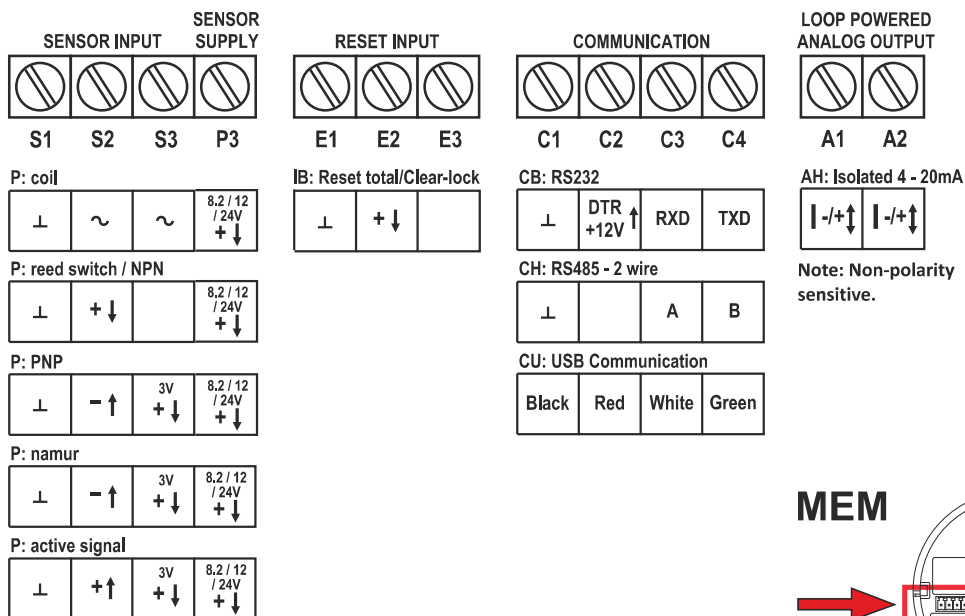 SENSOR INPUT
SENSOR
SUPPLY
S1 S2 S3 P3
P: coil
⊥ ~ ~ 8.2 / 12
/ 24V
+ ↓
P: reed switch / NPN
⊥ + ↓ 8.2 / 12
/ 24V
+ ↓
P: PNP
⊥ - ↑ 3V
+ ↓ 8.2 / 12
/ 24V
+ ↓
P: namur
⊥ - ↑ 3V
+ ↓ 8.2 / 12
/ 24V
+ ↓
P: active signal
⊥ +↑ 3V
+ ↓ 8.2 / 12
/ 24V
+ ↓
RESET INPUT
E1 E2 E3
IB: Reset total/Clear-lock
⊥ + ↓
COMMUNICATION
C1 C2 C3 C4
CB: RS232
⊥ DTR
+12V ↑ RXD TXD
CH: RS485 - 2 wire
⊥ A B
CU: USB Communication
Black Red White Green
LOOP POWERED
ANALOG OUTPUT
A1 A2
AH: Isolated 4 - 20mA
I -/+↕ I -/+↕
Note: Non-polarity
sensitive.
MEM